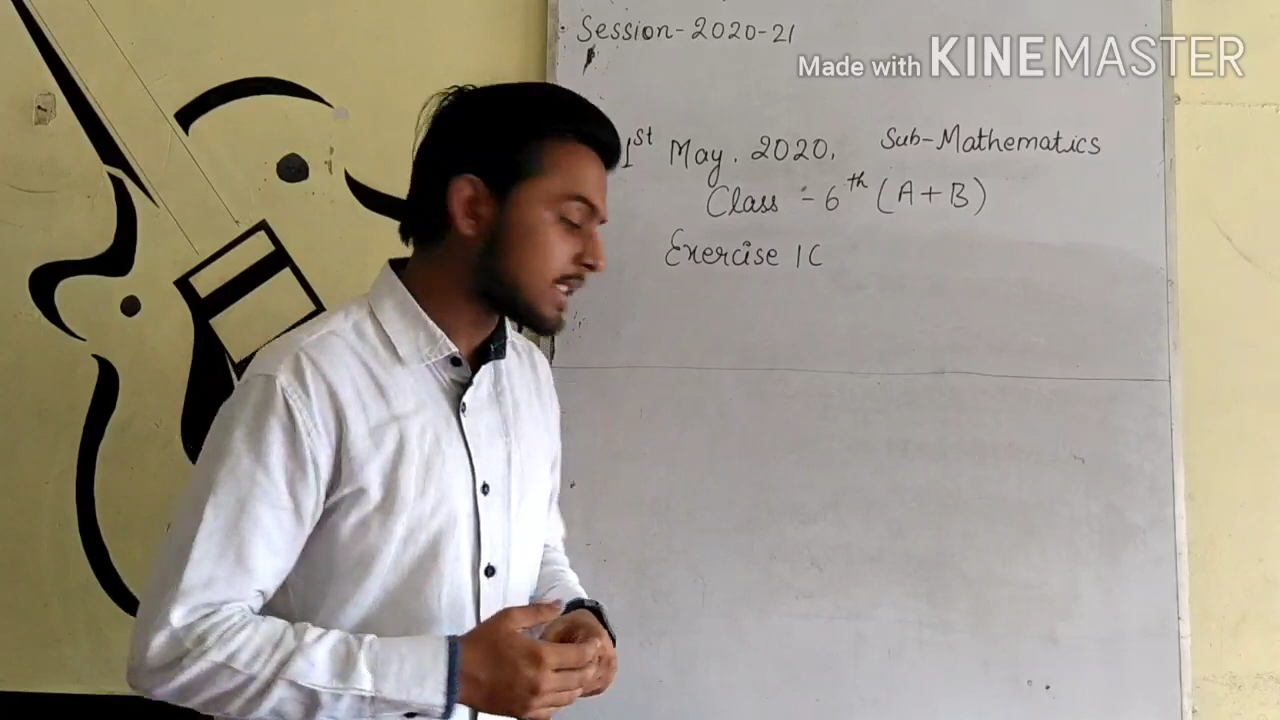 Session-2020-21
Made with KINEMASTER
1st May. 2020, Sub-Mathematics
Class :- 6th (A+B)
Exercise 1C